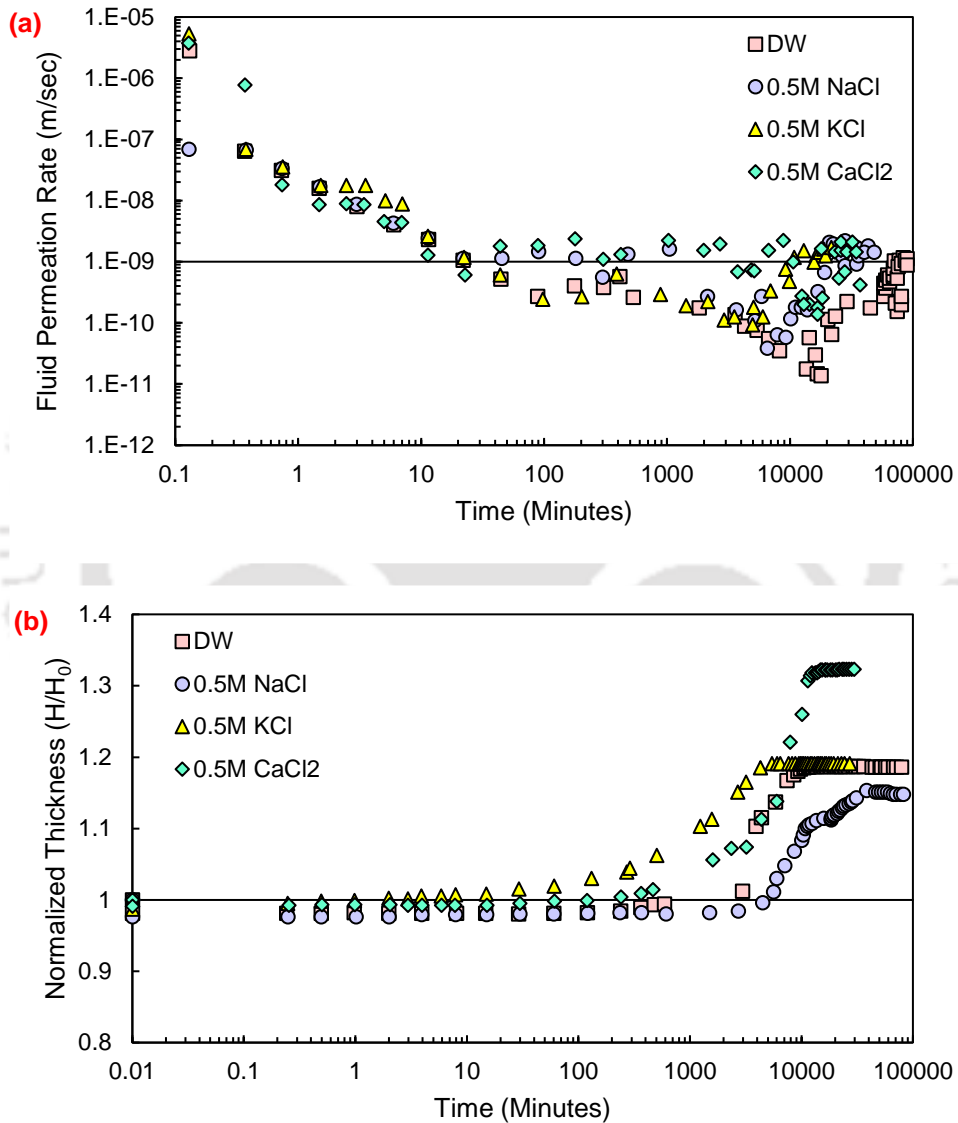 (a)
DW
0.5M NaCl
0.5M KCl
0.5M CaCl2
1.E-05
1.E-06
1.E-07
1.E-08
1.E-09
1.E-10
1.E-11
1.E-12
Fluid Permeation Rate (m/sec)
0.1 1 10 100 1000 10000 100000
Time (Minutes)
(b)
DW
0.5M NaCl
0.5M KCl
0.5M CaCl2
1.4
1.3
1.2
1.1
1
0.9
0.8
Normalized Thickness (H/H0)
0.01 0.1 1 10 100 1000 10000 100000
Time (Minutes)